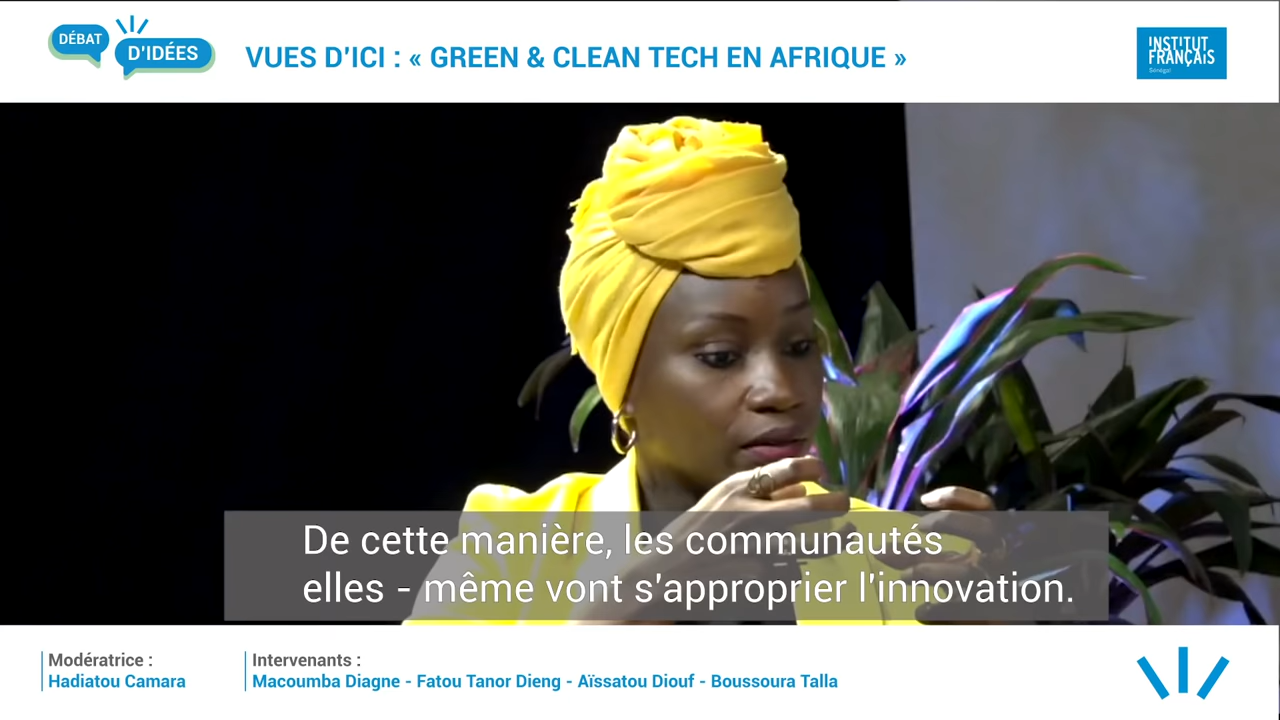 DÉBAT
D'IDÉES
VUES D'ICI : « GREEN & CLEAN TECH EN AFRIQUE »
INSTITUT
FRANÇAIS
Sénégal
De cette manière, les communautés
elles - même vont s'approprier l'innovation.
Modératrice :
Hadiatou Camara
Intervenants :
Macoumba Diagne - Fatou Tanor Dieng - Aïssatou Diouf - Boussoura Talla